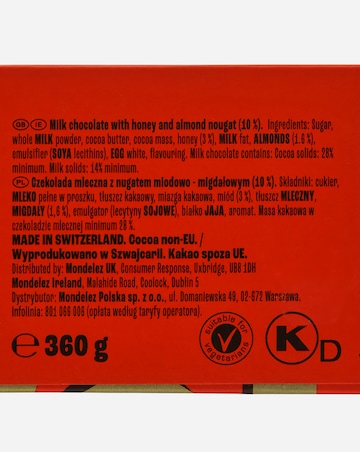 GB IE Milk chocolate with honey and almond nougat (10 %). Ingredients: Sugar,
whole MILK powder, cocoa butter, cocoa mass, honey (3 %), MILK fat, ALMONDS (1,6 %),
emulsifier (SOYA lecithins), EGG white, flavouring. Milk chocolate contains: Cocoa solids: 28%
minimum. Milk solids: 14% minimum.
PL Czekolada mleczna z nugatem miodowo - migdałowym (10 %). Składniki: cukier,
MLEKO pełne w proszku, tłuszcz kakaowy, miazga kakaowa, miód (3 %), tłuszcz MLECZNY,
MIGDAŁY (1,6 %), emulgator (lecytyny SOJOWE), białko JAJA, aromat. Masa kakaowa w
czekoladzie mlecznej minimum 28 %.
MADE IN SWITZERLAND. Cocoa non-EU. /
Wyprodukowano w Szwajcarii. Kakao spoza UE.
Distributed by: Mondelez UK, Consumer Response, Uxbridge, UB8 1DH
Mondelez Ireland, Malahide Road, Coolock, Dublin 5
Dystrybutor: Mondelez Polska sp. z o.o., ul. Domaniewska 49, 02-672 Warszawa.
Infolinia: 801 066 806 (opłata według taryfy operatora).
suitable for
vegetarians
℮ 360 g
K D